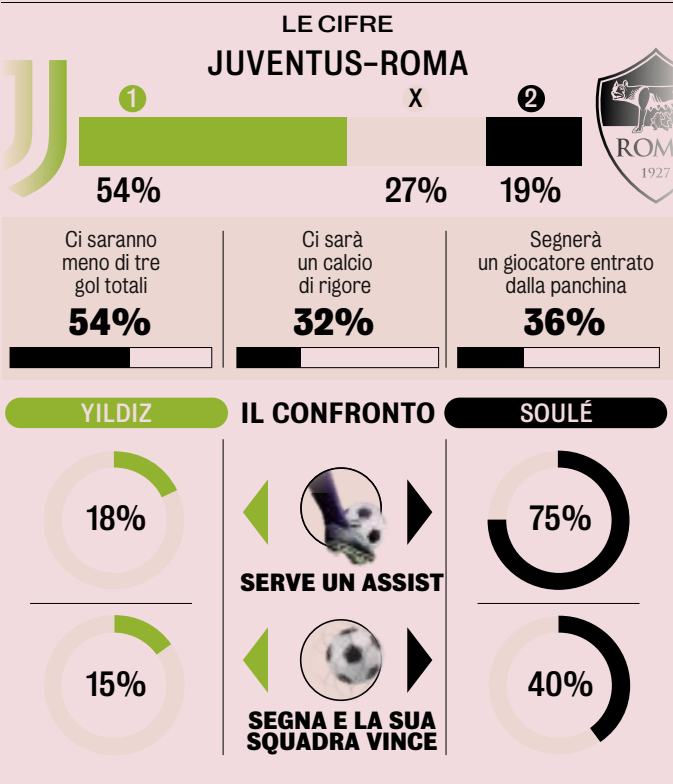 LE CIFRE
JUVENTUS-ROMA
1
X
2
54%
27%
19%
ROM
1927
Ci saranno
meno di tre
gol totali
54%
Ci sarà
un calcio
di rigore
32%
Segnerà
un giocatore entrato
dalla panchina
36%
YILDIZ
IL CONFRONTO
SOULÉ
18%
SERVE UN ASSIST
75%
15%
SEGNA E LA SUA
SQUADRA VINCE
40%